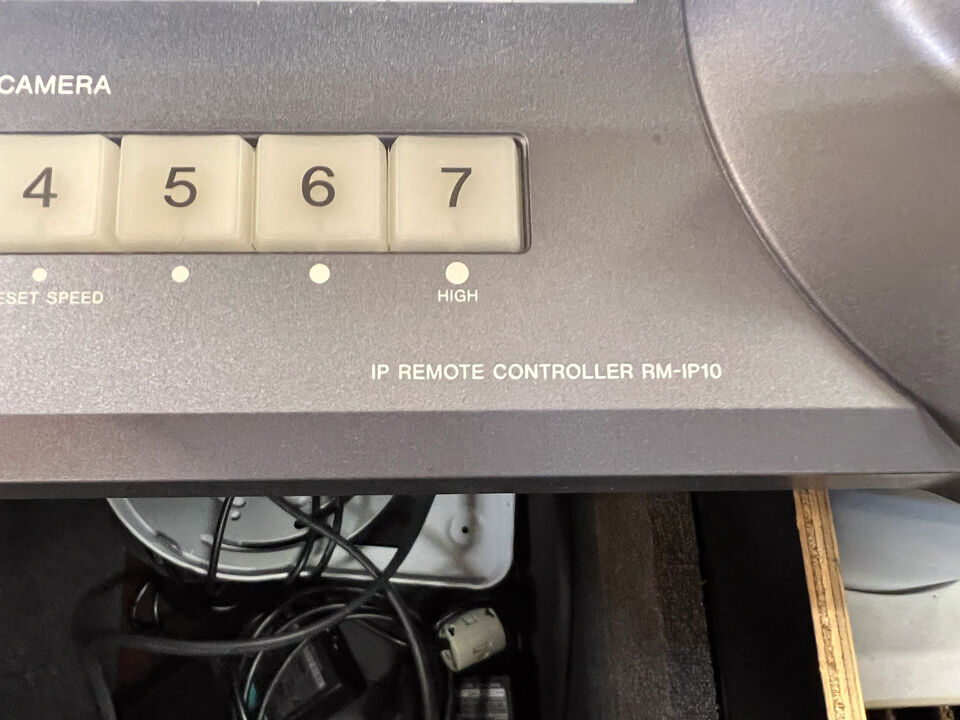 CAMERA
4 5 6 7
ESET SPEED
HIGH
IP REMOTE CONTROLLER RM-IP10